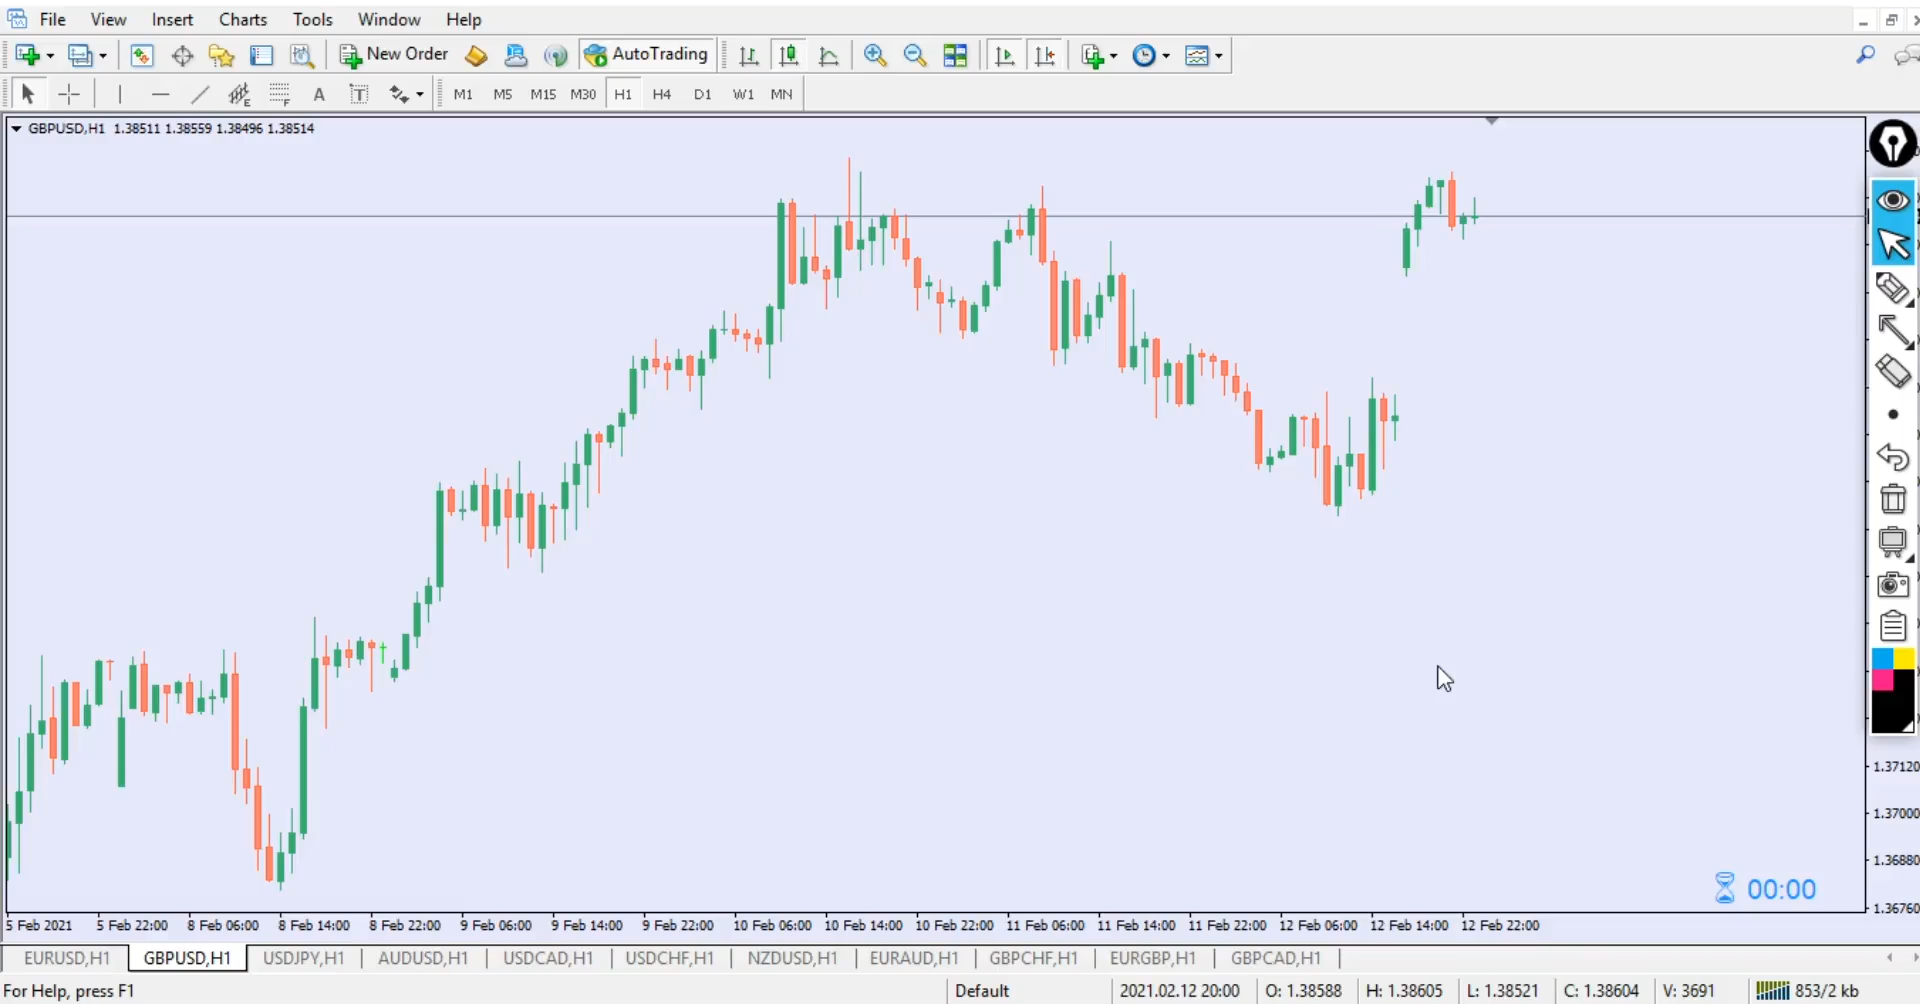 File View Insert Charts Tools Window Help
New Order AutoTrading
E F A T M1 M5 M15 M30 H1 H4 D1 W1 MN
GBPUSD,H1 1.38511 1.38559 1.38496 1.38514
1.37120
1.37000
1.36880
00:00
1.36760
5 Feb 2021 5 Feb 22:00 8 Feb 06:00 8 Feb 14:00 8 Feb 22:00 9 Feb 06:00 9 Feb 14:00 9 Feb 22:00 10 Feb 06:00 10 Feb 14:00 10 Feb 22:00 11 Feb 06:00 11 Feb 14:00 11 Feb 22:00 12 Feb 06:00 12 Feb 14:00 12 Feb 22:00
EURUSD,H1 GBPUSD,H1 USDJPY,H1 AUDUSD,H1 USDCAD,H1 USDCHF,H1 NZDUSD,H1 EURAUD,H1 GBPCHF,H1 EURGBP,H1 GBPCAD,H1
For Help, press F1 Default 2021.02.12 20:00 O: 1.38588 H: 1.38605 L: 1.38521 C: 1.38604 V: 3691 853/2 kb